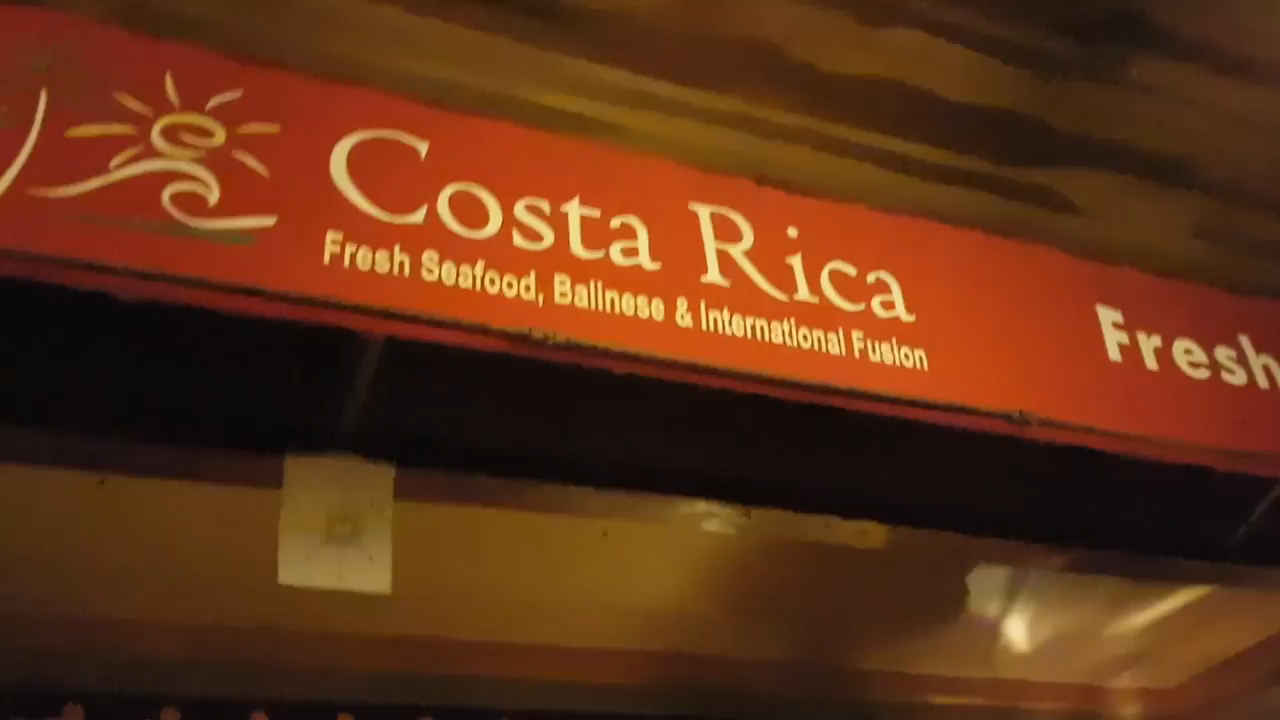 Costa Rica
Fresh Seafood, Balinese & International Fusion
Fresh